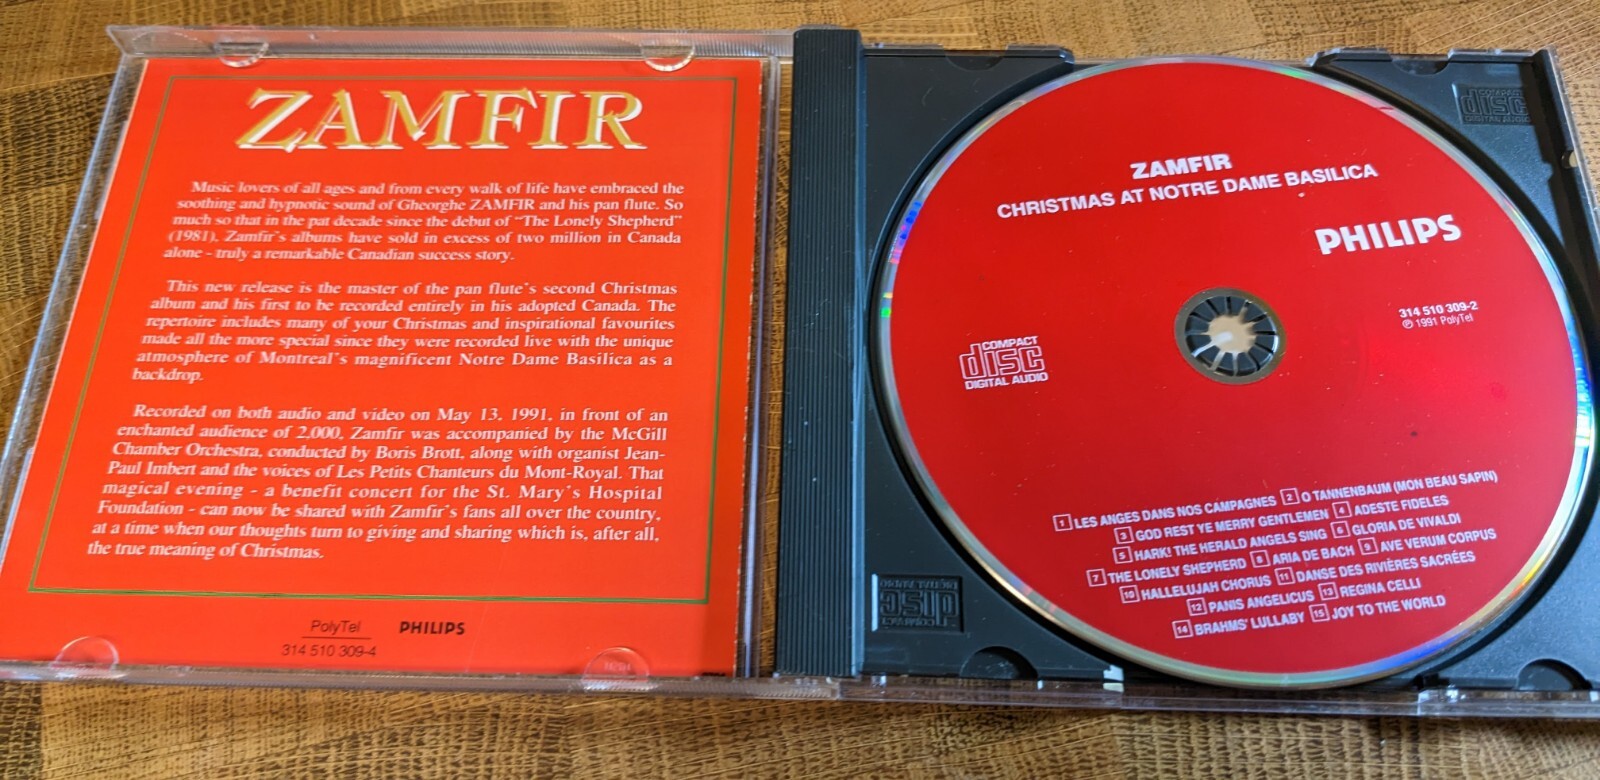 ZAMFIR
Music lovers of all ages and from every walk of life have embraced the
soothing and hypnotic sound of Gheorghe ZAMFIR and his pan flute. So
much so that in the pat decade since the debut of "The Lonely Shepherd"
(1981), Zamfir's albums have sold in excess of two million in Canada
alone - truly a remarkable Canadian success story.
This new release is the master of the pan flute's second Christmas
album and his first to be recorded entirely in his adopted Canada. The
repertoire includes many of your Christmas and inspirational favourites
made all the more special since they were recorded live with the unique
atmosphere of Montreal's magnificent Notre Dame Basilica as a
backdrop.
Recorded on both audio and video on May 13, 1991, in front of an
enchanted audience of 2,000, Zamfir was accompanied by the McGill
Chamber Orchestra, conducted by Boris Brott, along with organist Jean-
Paul Imbert and the voices of Les Petits Chanteurs du Mont-Royal. That
magical evening - a benefit concert for the St. Mary's Hospital
Foundation - can now be shared with Zamfir's fans all over the country,
at a time when our thoughts turn to giving and sharing which is, after all,
the true meaning of Christmas.
PolyTel PHILIPS
314 510 309-4
ZAMFIR
CHRISTMAS AT NOTRE DAME BASILICA
PHILIPS
314 510 309-2
℗ 1991 PolyTel
COMPACT
disc
DIGITAL AUDIO
1 LES ANGES DANS NOS CAMPAGNES 2 O TANNENBAUM (MON BEAU SAPIN)
3 GOD REST YE MERRY GENTLEMEN 4 ADESTE FIDELES
5 HARK! THE HERALD ANGELS SING 6 GLORIA DE VIVALDI
7 THE LONELY SHEPHERD 8 ARIA DE BACH 9 AVE VERUM CORPUS
10 HALLELUJAH CHORUS 11 DANSE DES RIVIÈRES SACRÉES
12 PANIS ANGELICUS 13 REGINA CELLI
14 BRAHMS' LULLABY 15 JOY TO THE WORLD
COMPACT
disc
DIGITAL AUDIO
COMPACT
disc
DIGITAL AUDIO